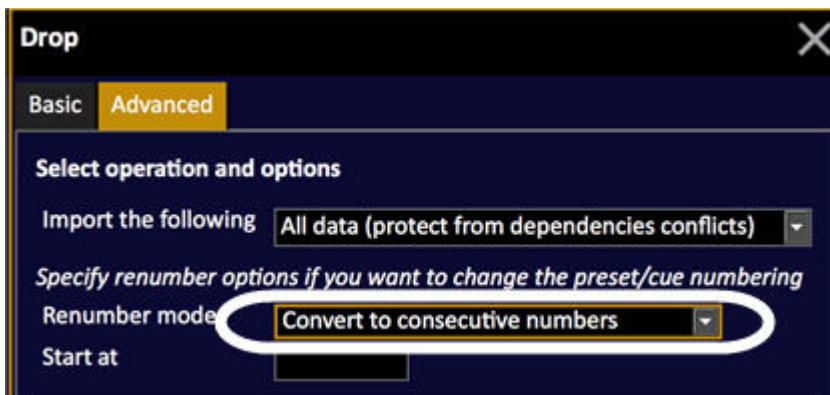 Drop
Basic Advanced
Select operation and options
Import the following All data (protect from dependencies conflicts)
Specify renumber options if you want to change the preset/cue numbering
Renumber mode Convert to consecutive numbers
Start at